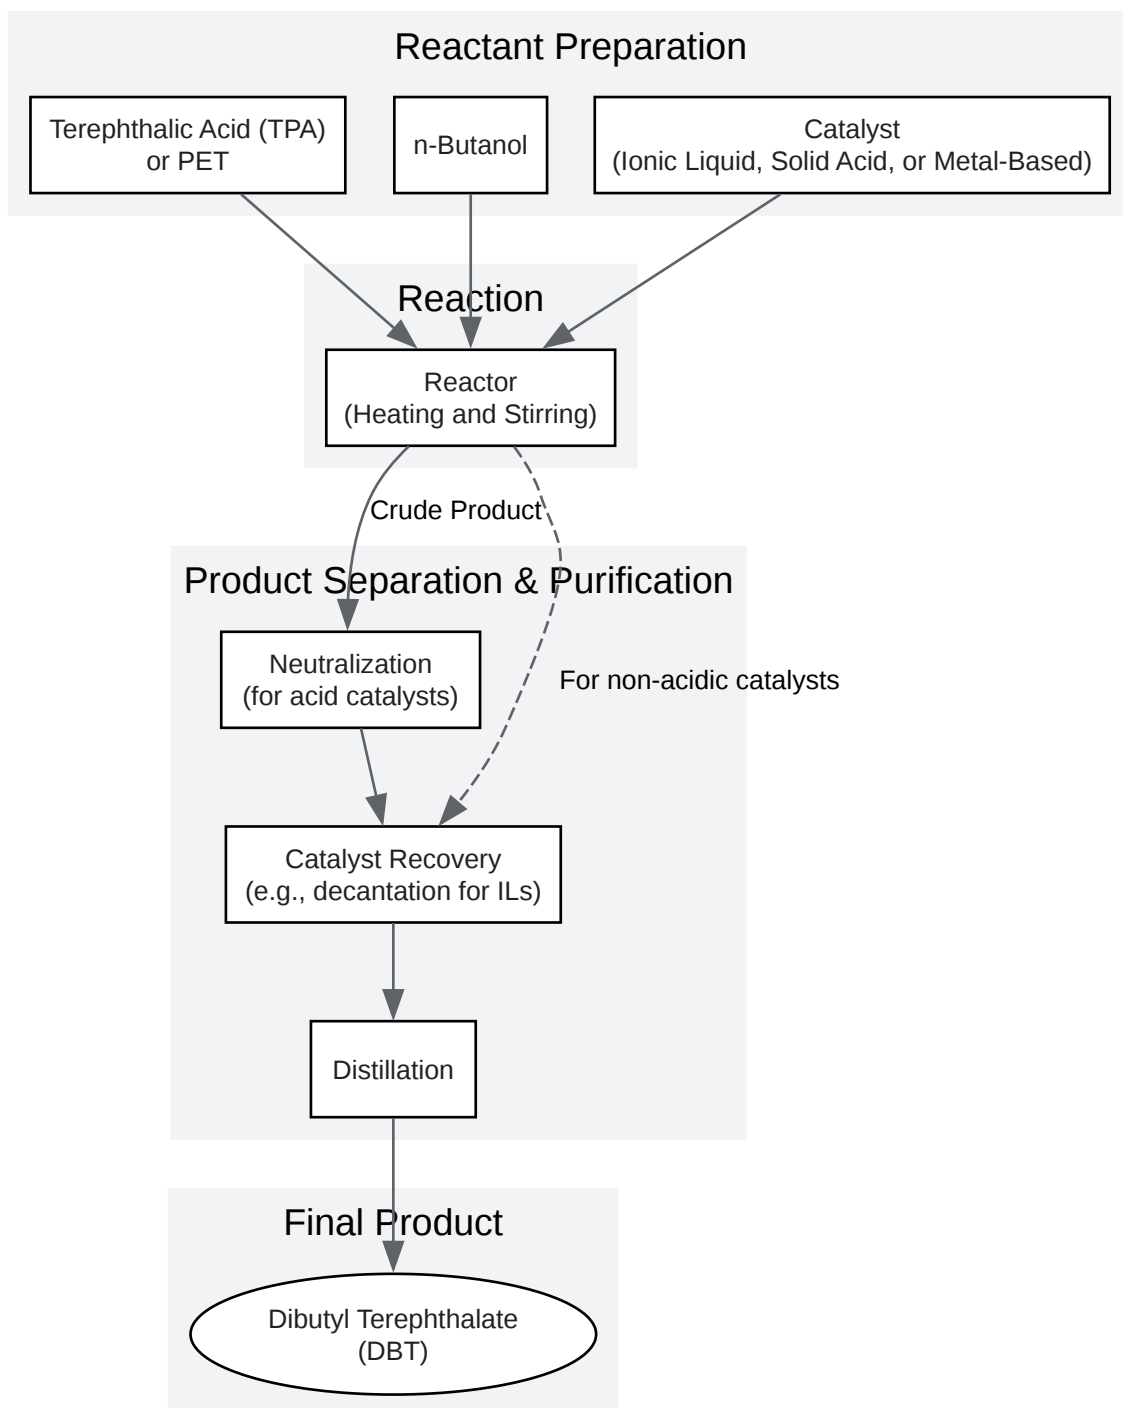 Reactant Preparation
Terephthalic Acid (TPA)
or PET
n-Butanol
Catalyst
(Ionic Liquid, Solid Acid, or Metal-Based)
Reaction
Reactor
(Heating and Stirring)
Crude Product
Product Separation & Purification
Neutralization
(for acid catalysts)
For non-acidic catalysts
Catalyst Recovery
(e.g., decantation for ILs)
Distillation
Final Product
Dibutyl Terephthalate
(DBT)